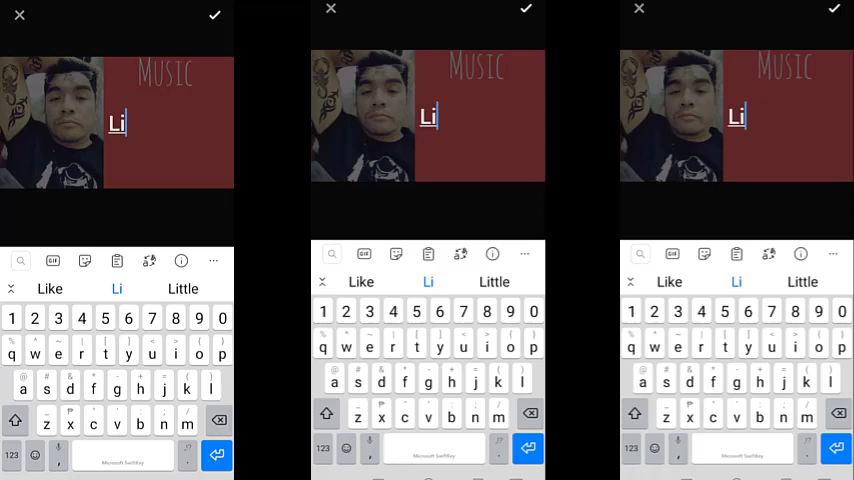 Music
Li
Like Li Little
1 2 3 4 5 6 7 8 9 0
q w e r t y u i o p
a s d f g h j k l
z x c v b n m
123 , Microsoft SwiftKey .
Music
Li
GIF
Like Li Little
1 2 3 4 5 6 7 8 9 0
q w e r t y u i o p
a s d f g h j k l
z x c v b n m
123 , Microsoft SwiftKey .
Music
Li
GIF
Like Li Little
1 2 3 4 5 6 7 8 9 0
q w e r t y u i o p
a s d f g h j k l
z x c v b n m
123 , Microsoft SwiftKey .